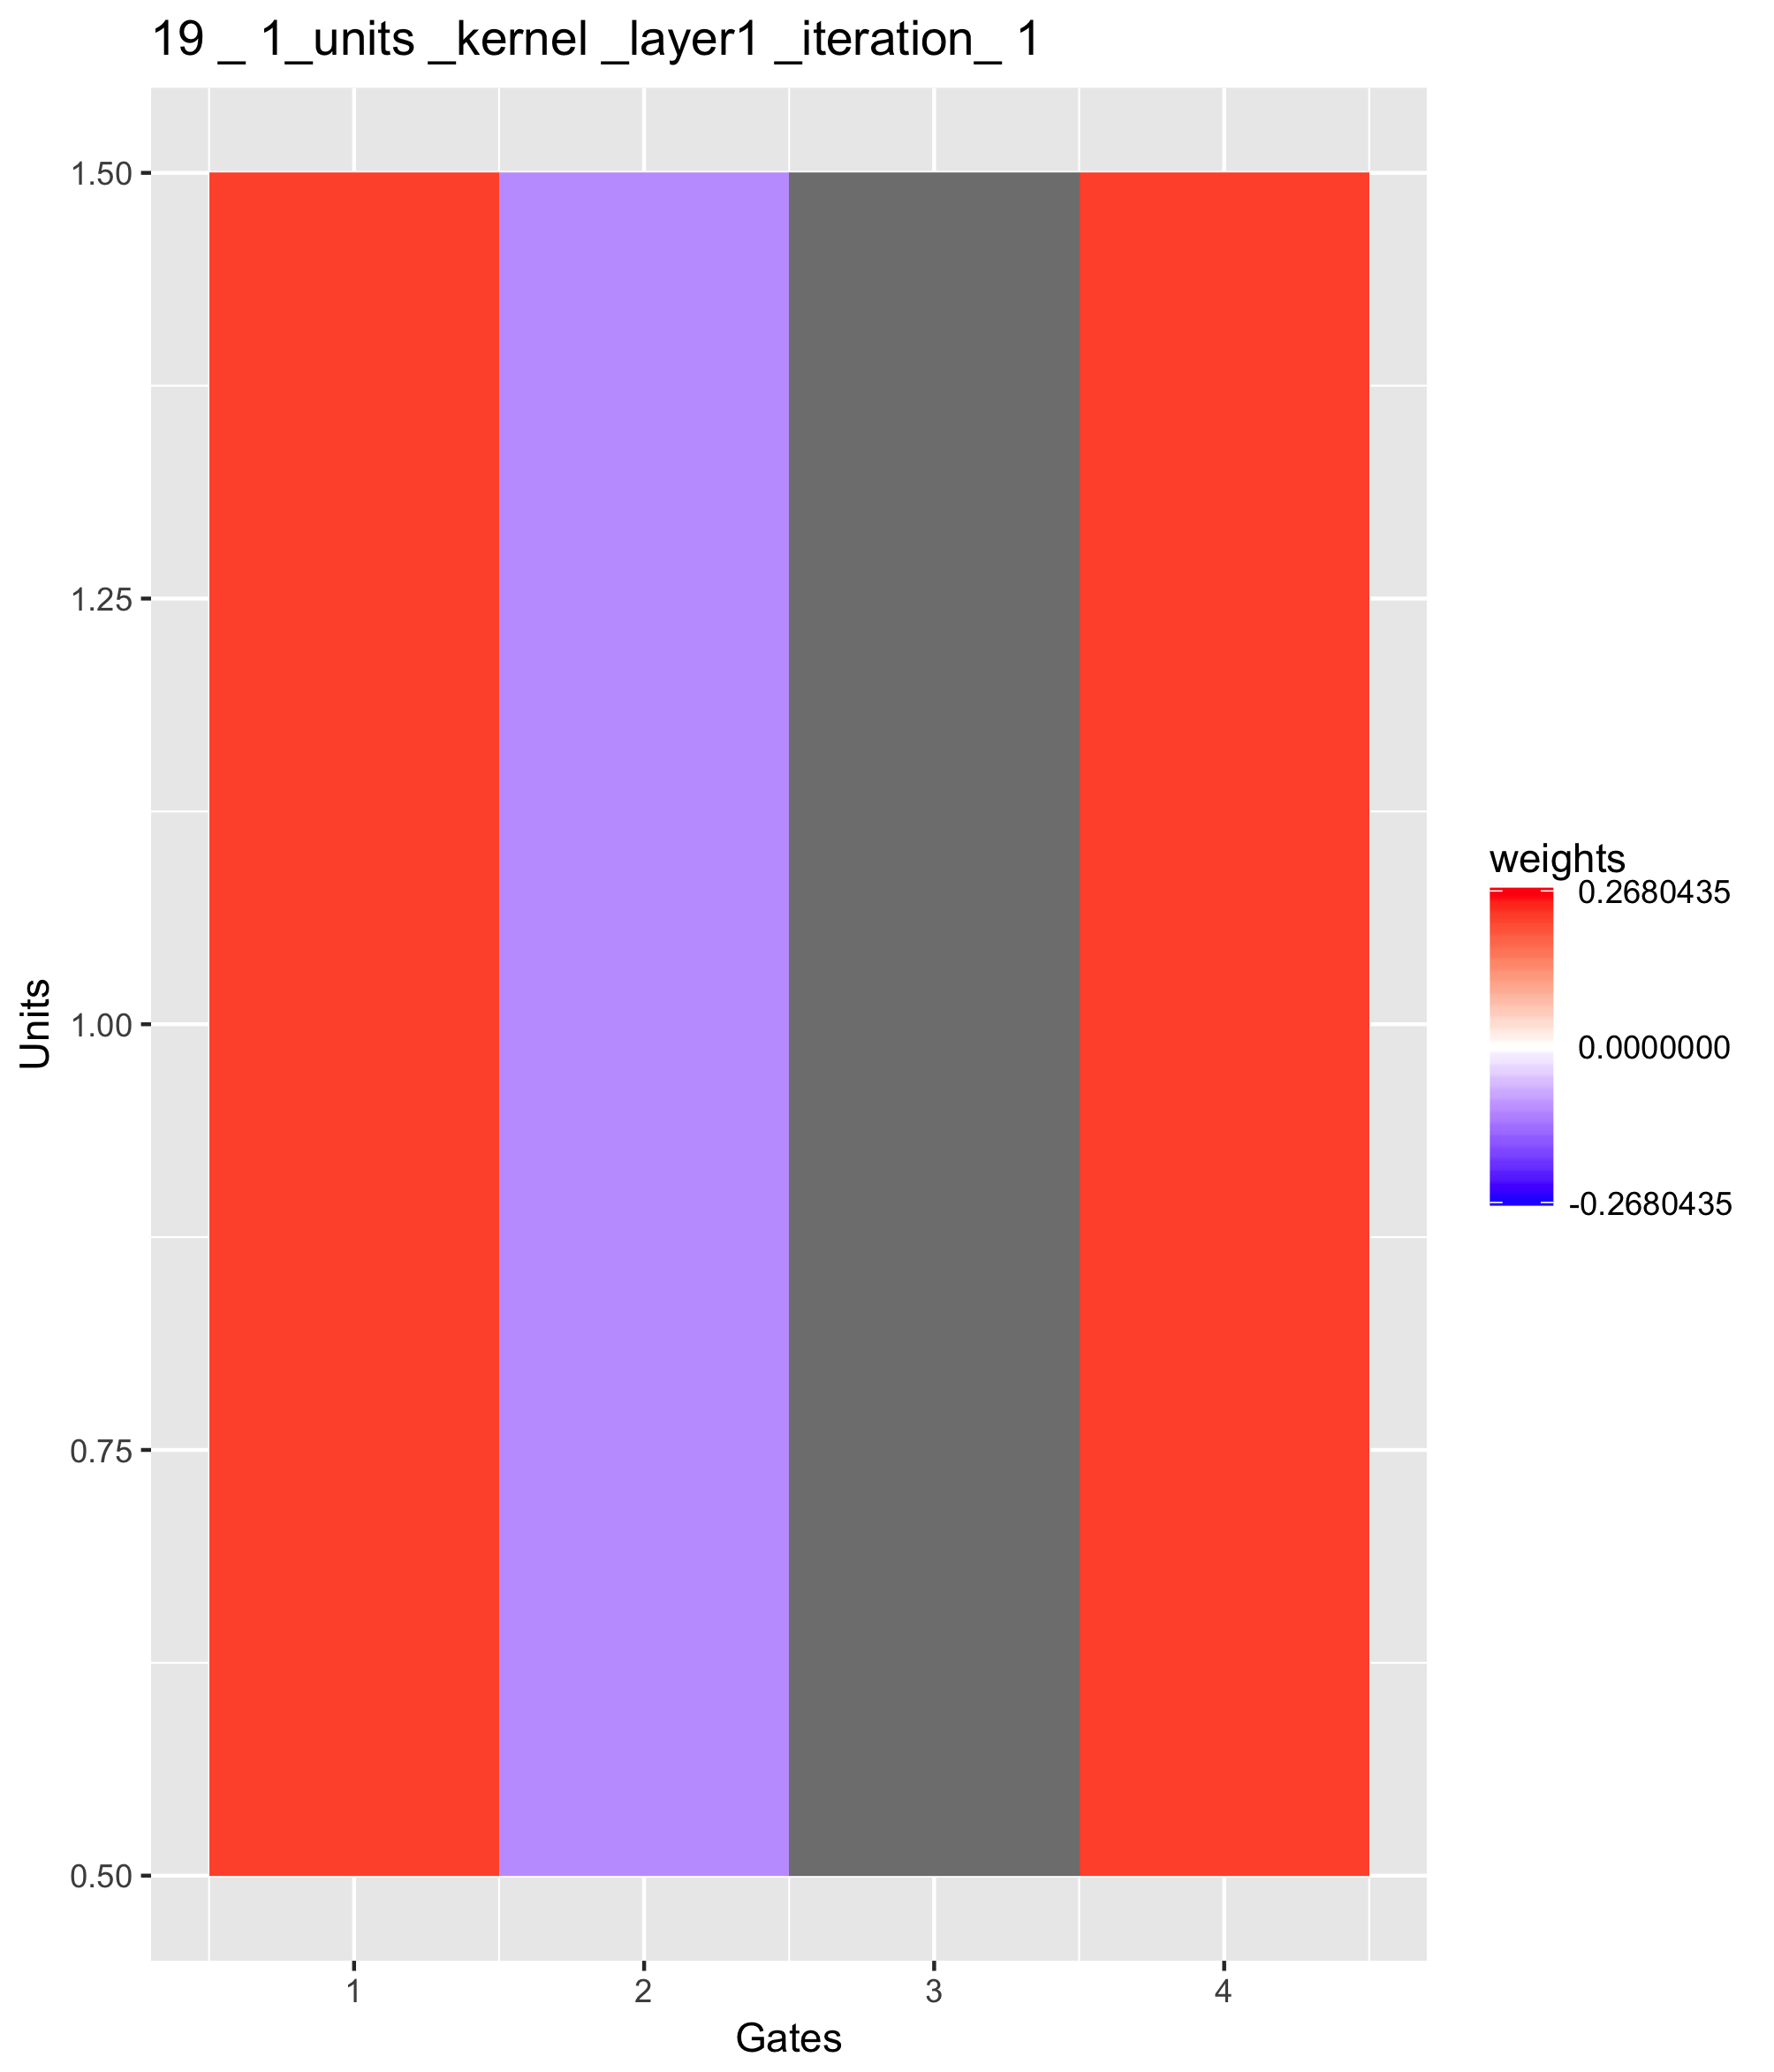 19 _ 1_units _kernel _layer1 _iteration_ 1
1.50
1.25
1.00
0.75
0.50
Units
1 2 3 4
Gates
weights
0.2680435
0.0000000
-0.2680435